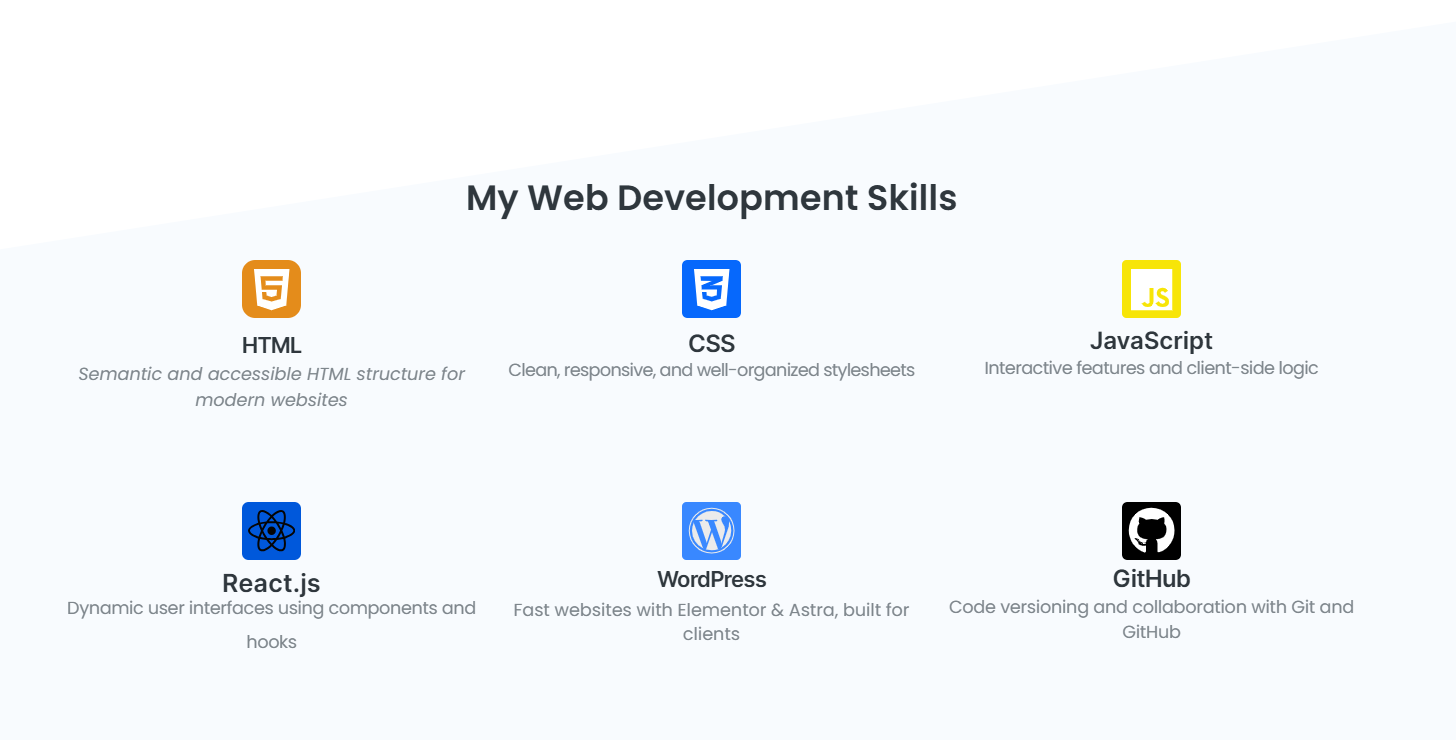 My Web Development Skills
HTML
Semantic and accessible HTML structure for
modern websites
CSS
Clean, responsive, and well-organized stylesheets
JS
JavaScript
Interactive features and client-side logic
React.js
Dynamic user interfaces using components and
hooks
WordPress
Fast websites with Elementor & Astra, built for
clients
GitHub
Code versioning and collaboration with Git and
GitHub